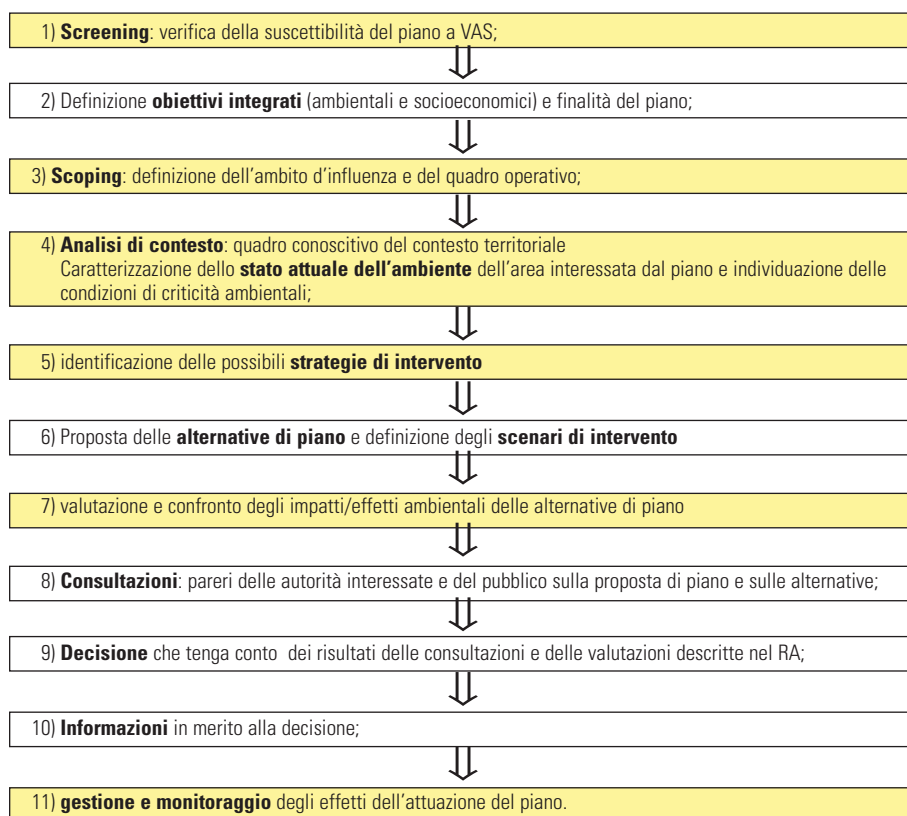 1) Screening: verifica della suscettibilità del piano a VAS;
2) Definizione obiettivi integrati (ambientali e socioeconomici) e finalità del piano;
3) Scoping: definizione dell'ambito d'influenza e del quadro operativo;
4) Analisi di contesto: quadro conoscitivo del contesto territoriale
Caratterizzazione dello stato attuale dell'ambiente dell'area interessata dal piano e individuazione delle
condizioni di criticità ambientali;
5) identificazione delle possibili strategie di intervento
6) Proposta delle alternative di piano e definizione degli scenari di intervento
7) valutazione e confronto degli impatti/effetti ambientali delle alternative di piano
8) Consultazioni: pareri delle autorità interessate e del pubblico sulla proposta di piano e sulle alternative;
9) Decisione che tenga conto dei risultati delle consultazioni e delle valutazioni descritte nel RA;
10) Informazioni in merito alla decisione;
11) gestione e monitoraggio degli effetti dell'attuazione del piano.